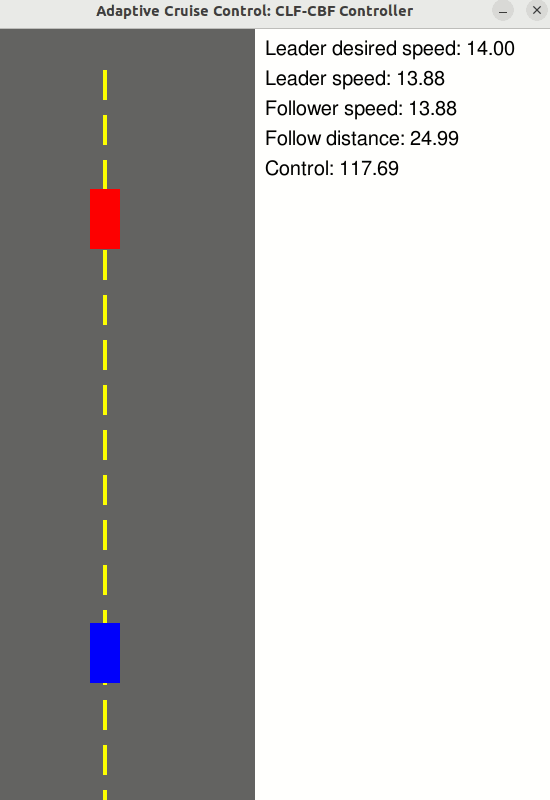 Adaptive Cruise Control: CLF-CBF Controller
Leader desired speed: 14.00
Leader speed: 13.88
Follower speed: 13.88
Follow distance: 24.99
Control: 117.69